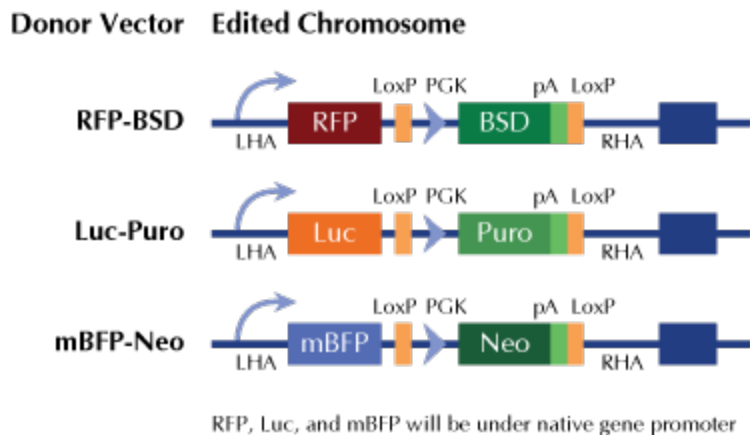 Donor Vector Edited Chromosome
LoxP PGK pA LoxP
RFP-BSD RFP BSD
LHA RHA
LoxP PGK pA LoxP
Luc-Puro Luc Puro
LHA RHA
LoxP PGK pA LoxP
mBFP-Neo mBFP Neo
LHA RHA
RFP, Luc, and mBFP will be under native gene promoter